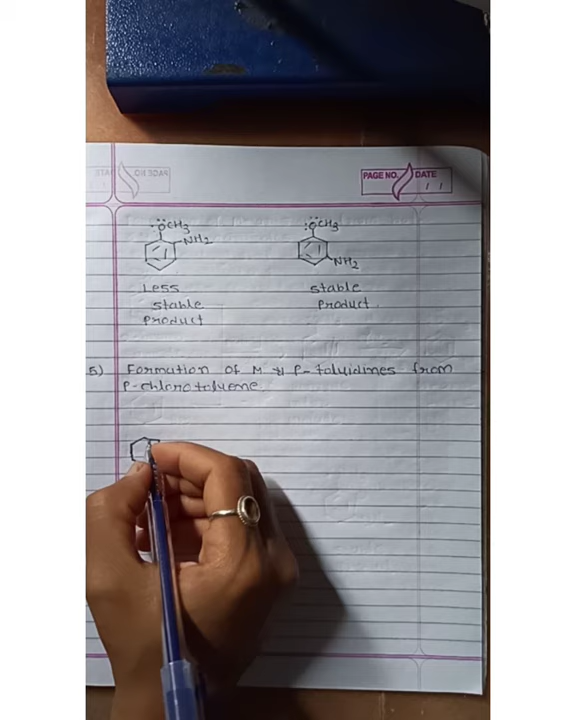 PAGE NO. DATE
/ /
:ÖCH3 :ÖCH3
NH2 NH2
Less stable
stable product
product
5) Formation of M & P-toluidines from
P-chlorotoluene.